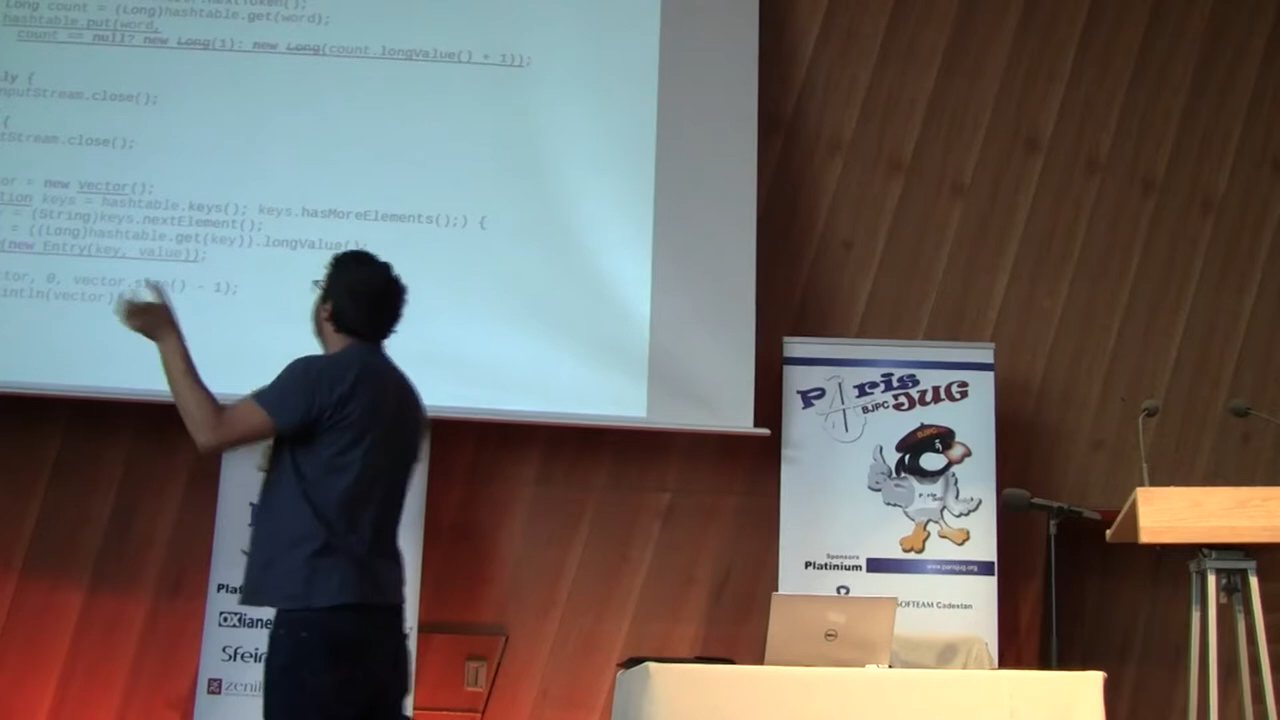 Long count = (Long)hashtable.get(word);
hashtable.put(word,
count == null? new Long(1): new Long(count.longValue() + 1));
ly {
nputStream.close();
{
tStream.close();
or = new Vector();
tion keys = hashtable.keys(); keys.hasMoreElements();) {
= (String)keys.nextElement();
= ((Long)hashtable.get(key)).longValue();
(new Entry(key, value));
tor, 0, vector.size() - 1);
intln(vector)
Paris
BJPC JUG
BJPC
Sponsors
Platinium
www.parisjug.org
SOFTEAM Cadextan
DELL
Plat
OXiane
Sfeir
zenik